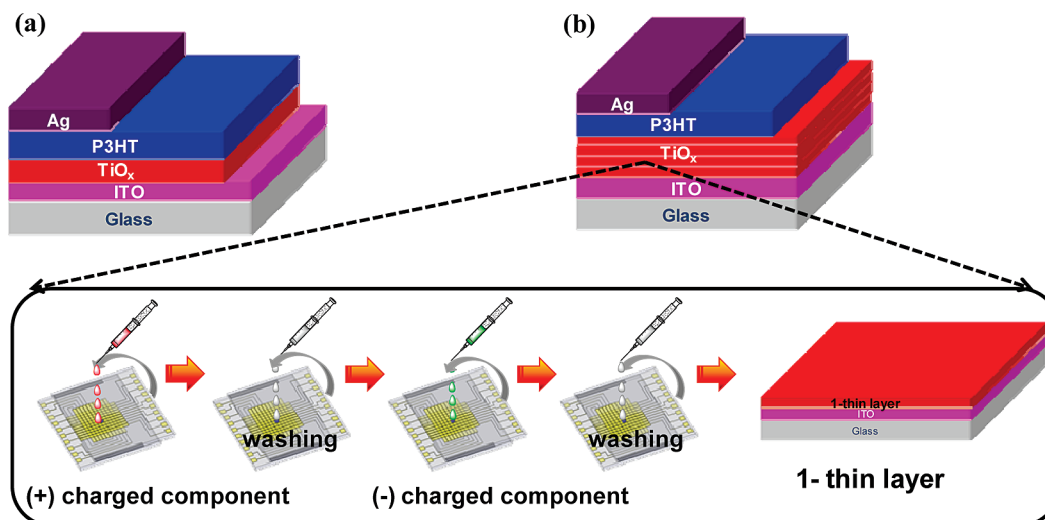 (a)
Ag
P3HT
TiOx
ITO
Glass
(b)
Ag
P3HT
TiOx
ITO
Glass
washing
washing
(+) charged component
(-) charged component
1-thin layer
ITO
Glass
1- thin layer